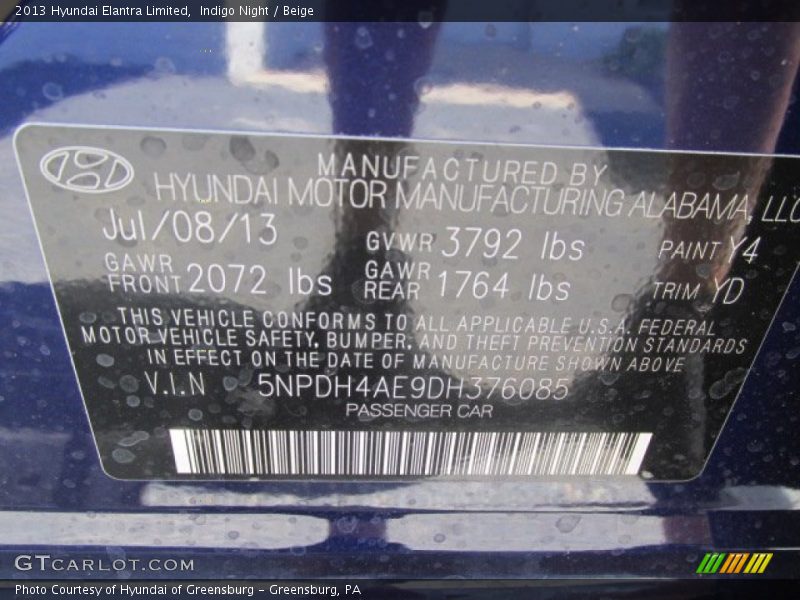 2013 Hyundai Elantra Limited, Indigo Night / Beige
MANUFACTURED BY
HYUNDAI MOTOR MANUFACTURING ALABAMA, LLC
Jul/08/13 GVWR 3792 lbs PAINT Y4
GAWR FRONT 2072 lbs GAWR REAR 1764 lbs TRIM YD
THIS VEHICLE CONFORMS TO ALL APPLICABLE U.S.A. FEDERAL
MOTOR VEHICLE SAFETY, BUMPER, AND THEFT PREVENTION STANDARDS
IN EFFECT ON THE DATE OF MANUFACTURE SHOWN ABOVE
V.I.N 5NPDH4AE9DH376085
PASSENGER CAR
GTCARLOT.COM
Photo Courtesy of Hyundai of Greensburg - Greensburg, PA